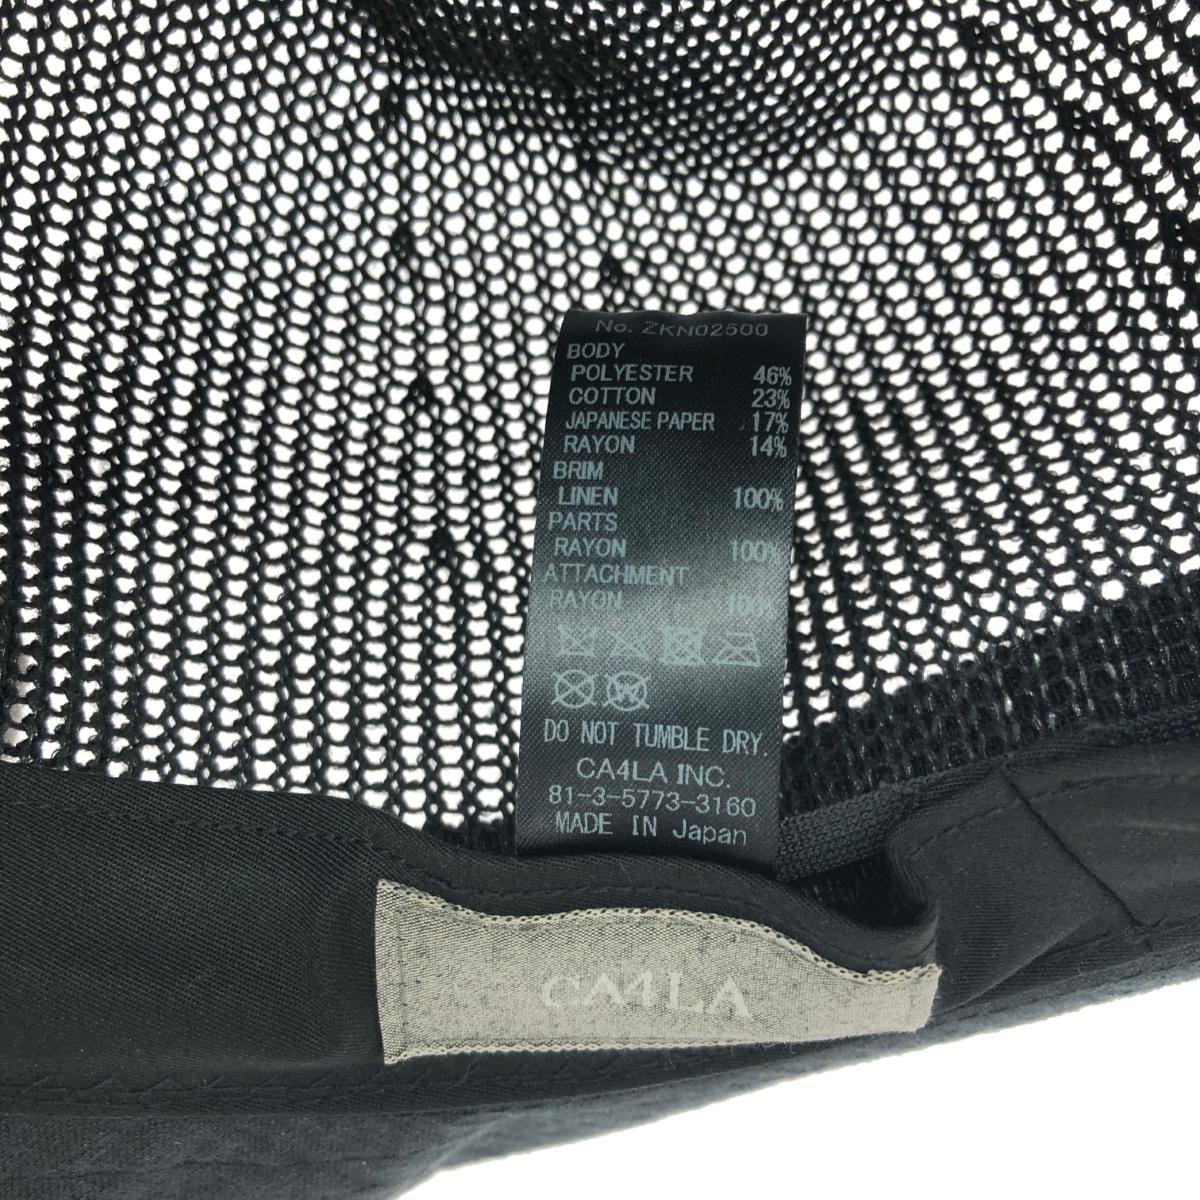 No. ZKN02500
BODY
POLYESTER 46%
COTTON 23%
JAPANESE PAPER 17%
RAYON 14%
BRIM
LINEN 100%
PARTS
RAYON 100%
ATTACHMENT
RAYON 100%
DO NOT TUMBLE DRY.
CA4LA INC.
81-3-5773-3160
MADE IN Japan
CA4LA